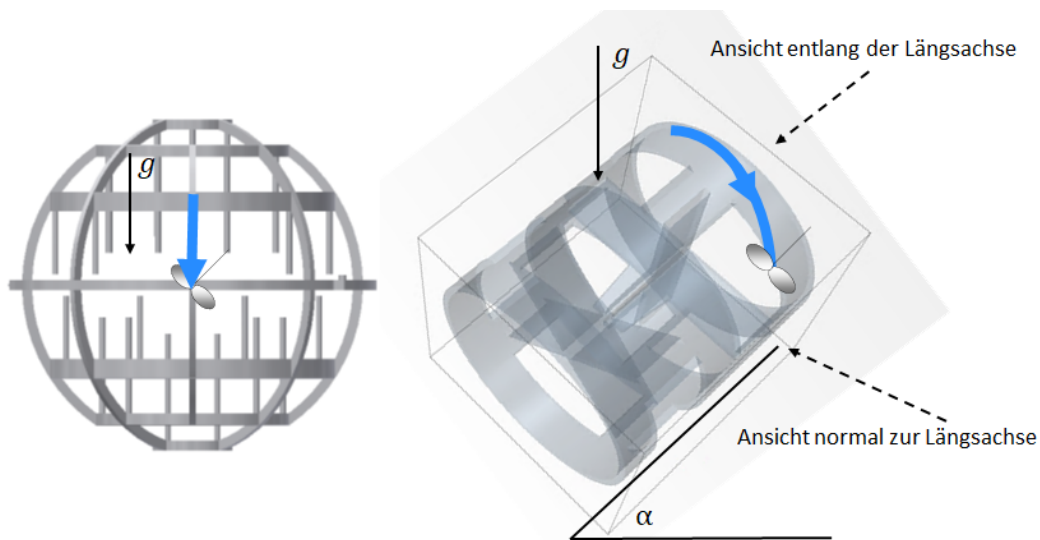 g
g
Ansicht entlang der Längsachse
Ansicht normal zur Längsachse
α